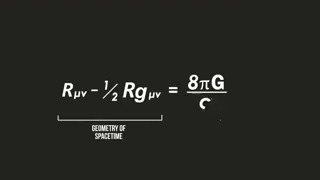 Rμν - 1/2 Rgμν = 8πG
GEOMETRY OF
SPACETIME